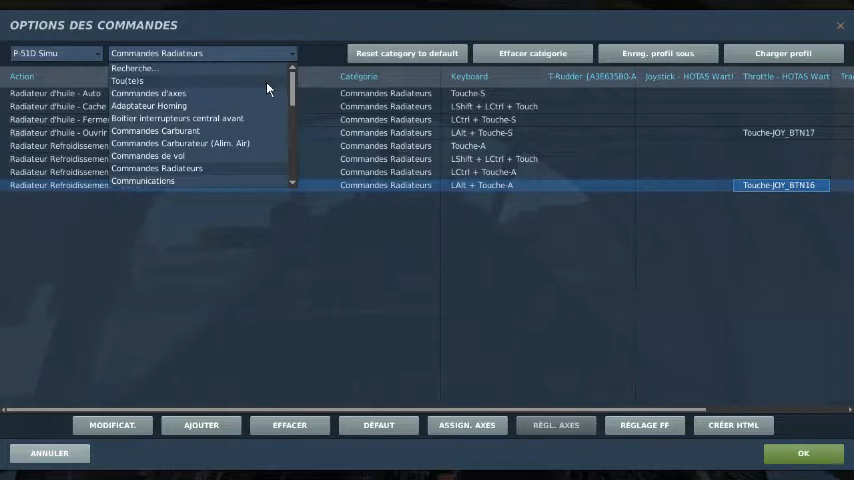 OPTIONS DES COMMANDES
P-51D Simu
Commandes Radiateurs
Reset category to default
Effacer catégorie
Enreg. profil sous
Charger profil
Recherche...
Tou(te)s
Commandes d'axes
Adaptateur Homing
Boitier interrupteurs central avant
Commandes Carburant
Commandes Carburateur (Alim. Air)
Commandes de vol
Commandes Radiateurs
Communications
Action
Catégorie
Keyboard
T-Rudder {A3E635B0-A
Joystick - HOTAS Wart
Throttle - HOTAS Wart
Tra
Radiateur d'huile - Auto
Commandes Radiateurs
Touche-S
Radiateur d'huile - Cache
Commandes Radiateurs
LShift + LCtrl + Touch
Radiateur d'huile - Ferme
Commandes Radiateurs
LCtrl + Touche-S
Radiateur d'huile - Ouvrir
Commandes Radiateurs
LAlt + Touche-S
Touche-JOY_BTN17
Radiateur Refroidissemen
Commandes Radiateurs
Touche-A
Radiateur Refroidissemen
Commandes Radiateurs
LShift + LCtrl + Touch
Radiateur Refroidissemen
Commandes Radiateurs
LCtrl + Touche-A
Radiateur Refroidissemen
Commandes Radiateurs
LAlt + Touche-A
Touche-JOY_BTN16
MODIFICAT.
AJOUTER
EFFACER
DÉFAUT
ASSIGN. AXES
RÉGL. AXES
RÉGLAGE FF
CRÉER HTML
ANNULER
OK